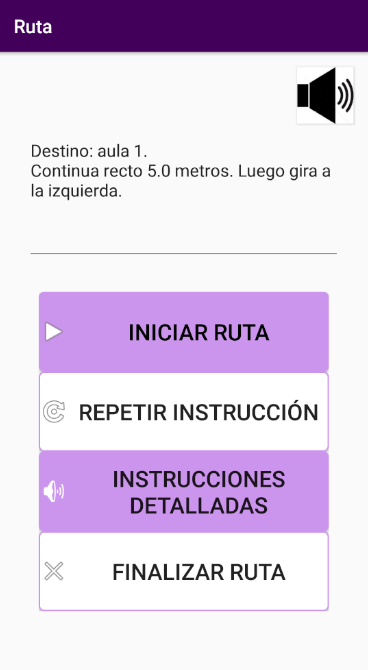 Ruta
Destino: aula 1.
Continua recto 5.0 metros. Luego gira a
la izquierda.
INICIAR RUTA
REPETIR INSTRUCCIÓN
INSTRUCCIONES
DETALLADAS
FINALIZAR RUTA